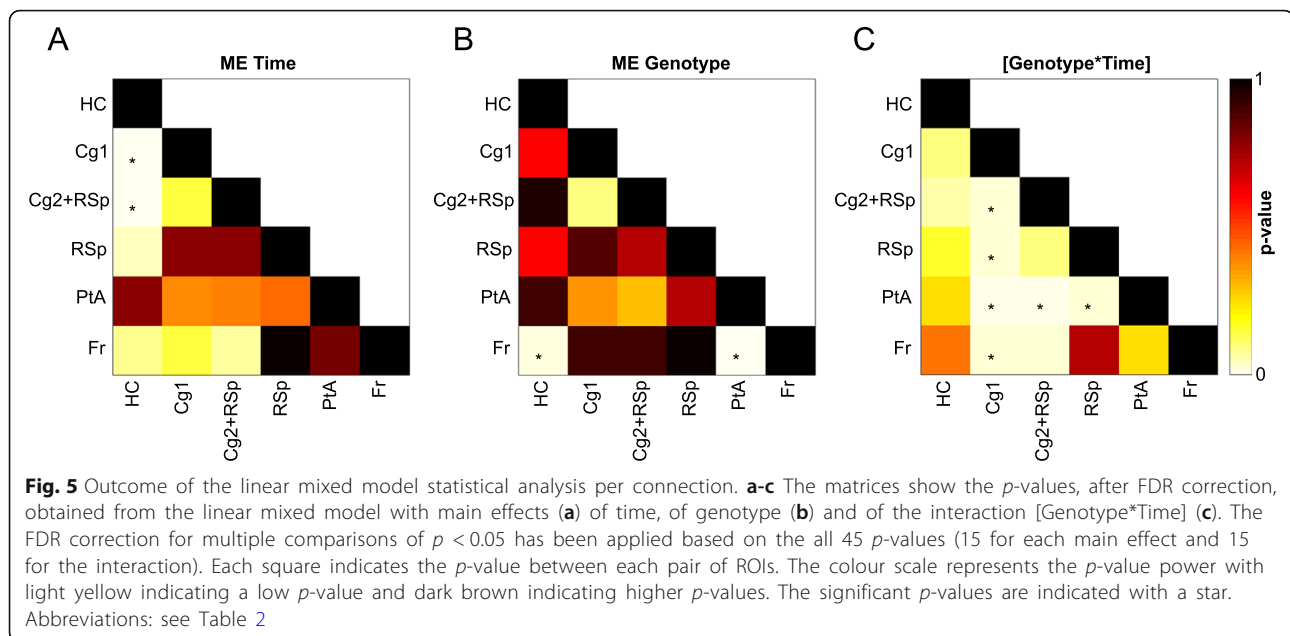 A
B
C
ME Time
ME Genotype
[Genotype*Time]
HC
Cg1
Cg2+RSp
RSp
PtA
Fr
*
*
HC
Cg1
Cg2+RSp
RSp
PtA
Fr
HC
Cg1
Cg2+RSp
RSp
PtA
Fr
*
*
HC
Cg1
Cg2+RSp
RSp
PtA
Fr
HC
Cg1
Cg2+RSp
RSp
PtA
Fr
*
*
* * *
*
HC
Cg1
Cg2+RSp
RSp
PtA
Fr
1
p-value
0
Fig. 5 Outcome of the linear mixed model statistical analysis per connection. a-c The matrices show the p-values, after FDR correction,
obtained from the linear mixed model with main effects (a) of time, of genotype (b) and of the interaction [Genotype*Time] (c). The
FDR correction for multiple comparisons of p < 0.05 has been applied based on the all 45 p-values (15 for each main effect and 15
for the interaction). Each square indicates the p-value between each pair of ROIs. The colour scale represents the p-value power with
light yellow indicating a low p-value and dark brown indicating higher p-values. The significant p-values are indicated with a star.
Abbreviations: see Table 2